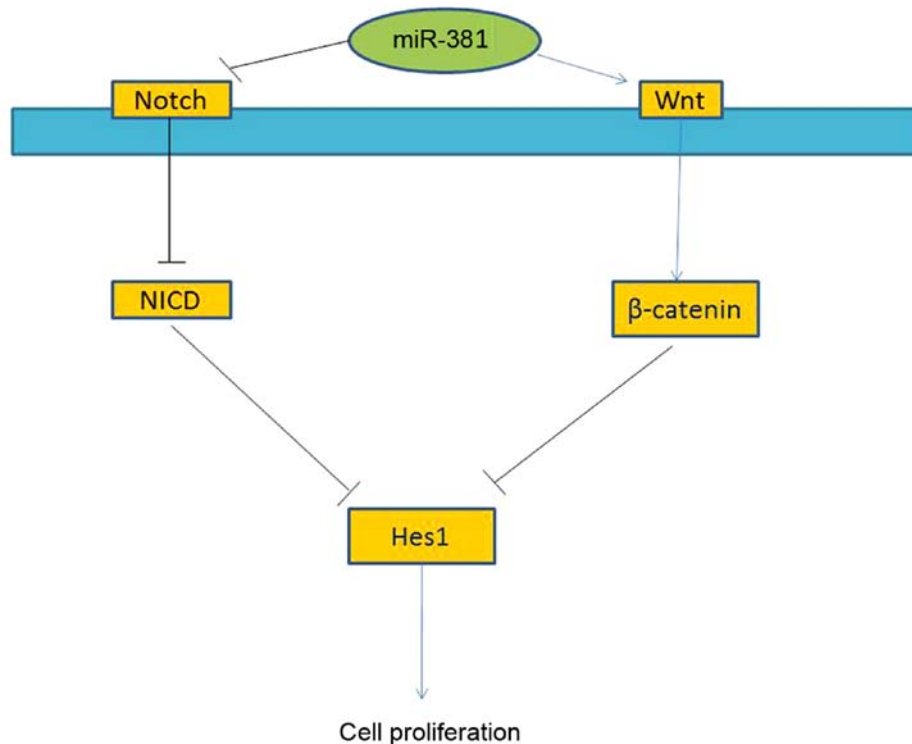 miR-381
Notch
Wnt
NICD
β-catenin
Hes1
Cell proliferation